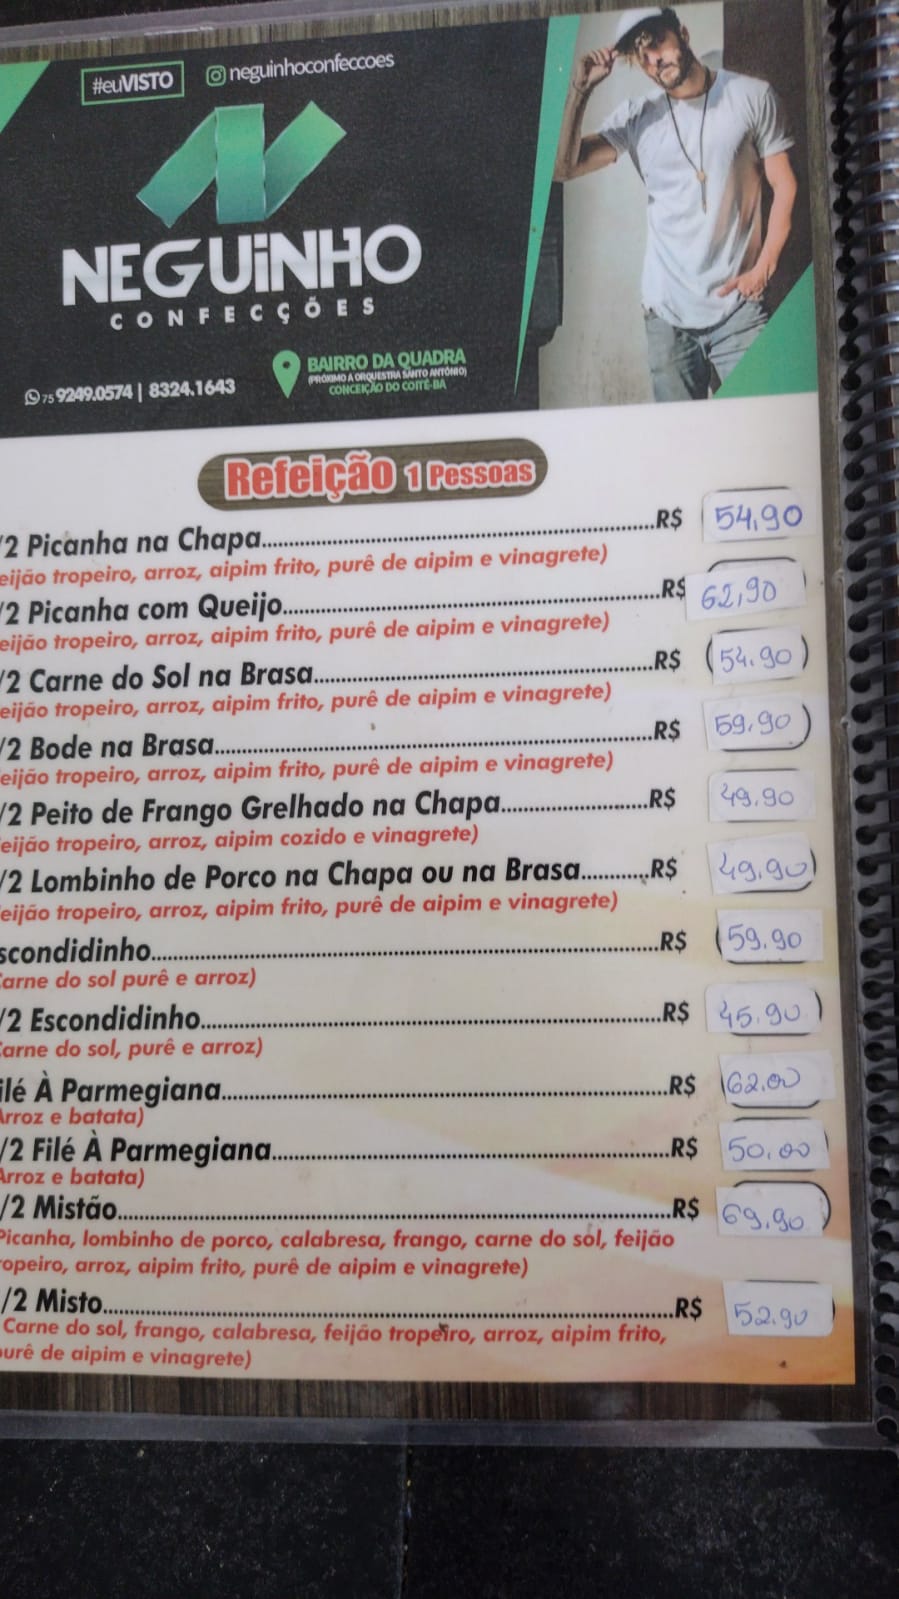 #euVISTO neguinhoconfeccoes
NEGUiNHO
CONFECÇÕES
75 9249.0574 | 8324.1643
BAIRRO DA QUADRA
(PRÓXIMO A ORQUESTRA SANTO ANTÔNIO)
CONCEIÇÃO DO COITÉ-BA
Refeição 1 Pessoas
/2 Picanha na Chapa R$ 54,90
eijão tropeiro, arroz, aipim frito, purê de aipim e vinagrete)
/2 Picanha com Queijo R$ 62,90
eijão tropeiro, arroz, aipim frito, purê de aipim e vinagrete)
/2 Carne do Sol na Brasa R$ 54.90
eijão tropeiro, arroz, aipim frito, purê de aipim e vinagrete)
/2 Bode na Brasa R$ 59,90
eijão tropeiro, arroz, aipim frito, purê de aipim e vinagrete)
/2 Peito de Frango Grelhado na Chapa R$ 49.90
eijão tropeiro, arroz, aipim cozido e vinagrete)
/2 Lombinho de Porco na Chapa ou na Brasa R$ 49,90
eijão tropeiro, arroz, aipim frito, purê de aipim e vinagrete)
scondidinho R$ 59.90
Carne do sol purê e arroz)
/2 Escondidinho R$ 45.90
Carne do sol, purê e arroz)
ilé À Parmegiana R$ 62.00
Arroz e batata)
/2 Filé À Parmegiana R$ 50,00
Arroz e batata)
/2 Mistão R$ 69,90
Picanha, lombinho de porco, calabresa, frango, carne do sol, feijão
opeiro, arroz, aipim frito, purê de aipim e vinagrete)
/2 Misto R$ 52,90
Carne do sol, frango, calabresa, feijão tropeiro, arroz, aipim frito,
urê de aipim e vinagrete)